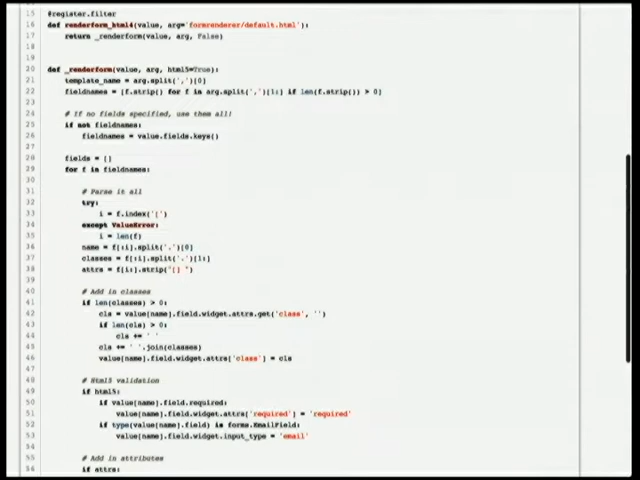 15 @register.filter
16 def renderform_html4(value, arg='formrenderer/default.html'):
17 return _renderform(value, arg, False)
18
19
20 def _renderform(value, arg, html5=True):
21 template_name = arg.split(',')[0]
22 fieldnames = [f.strip() for f in arg.split(',')[1:] if len(f.strip()) > 0]
23
24 # If no fields specified, use them all!
25 if not fieldnames:
26 fieldnames = value.fields.keys()
27
28 fields = []
29 for f in fieldnames:
30
31 # Parse it all
32 try:
33 i = f.index('[')
34 except ValueError:
35 i = len(f)
36 name = f[:i].split('.')[0]
37 classes = f[:i].split('.')[1:]
38 attrs = f[i:].strip("[] ")
39
40 # Add in classes
41 if len(classes) > 0:
42 cls = value[name].field.widget.attrs.get('class', '')
43 if len(cls) > 0:
44 cls += ' '
45 cls += ' '.join(classes)
46 value[name].field.widget.attrs['class'] = cls
47
48 # Html5 validation
49 if html5:
50 if value[name].field.required:
51 value[name].field.widget.attrs['required'] = 'required'
52 if type(value[name].field) is forms.EmailField:
53 value[name].field.widget.input_type = 'email'
54
55 # Add in attributes
56 if attrs: